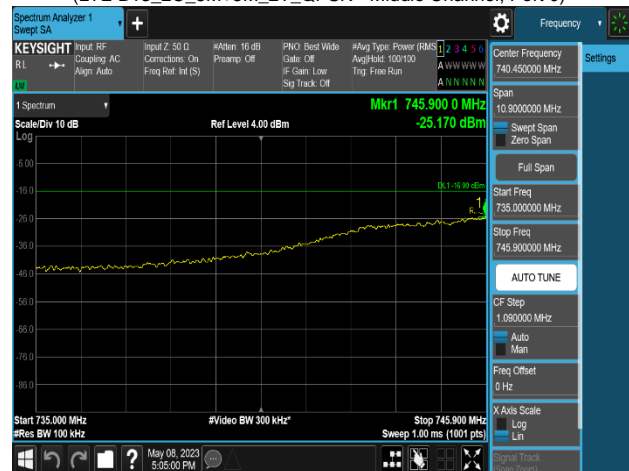 Spectrum Analyzer 1
Swept SA
Frequency
KEYSIGHT
RL
Input: RF
Coupling: AC
Align: Auto
Input Z: 50 Ω
Corrections: On
Freq Ref: Int (S)
#Atten: 16 dB
Preamp: Off
PNO: Best Wide
Gate: Off
IF Gain: Low
Sig Track: Off
#Avg Type: Power (RMS
Avg|Hold: 100/100
Trig: Free Run
1 2 3 4 5 6
A W W W W W
A N N N N N
Center Frequency
740.450000 MHz
Settings
Span
10.9000000 MHz
Swept Span
Zero Span
Full Span
Start Freq
735.000000 MHz
Stop Freq
745.900000 MHz
AUTO TUNE
CF Step
1.090000 MHz
Auto
Man
Freq Offset
0 Hz
X Axis Scale
Log
Lin
Signal Track
(Span Zoom)
1 Spectrum
Scale/Div 10 dB
Log
Ref Level 4.00 dBm
Mkr1 745.900 0 MHz
-25.170 dBm
DL1 -16.00 dBm
1
-6.00
-16.0
-26.0
-36.0
-46.0
-56.0
-66.0
-76.0
-86.0
Start 735.000 MHz
#Res BW 100 kHz
#Video BW 300 kHz*
Stop 745.900 MHz
Sweep 1.00 ms (1001 pts)
?
May 08, 2023
5:05:00 PM